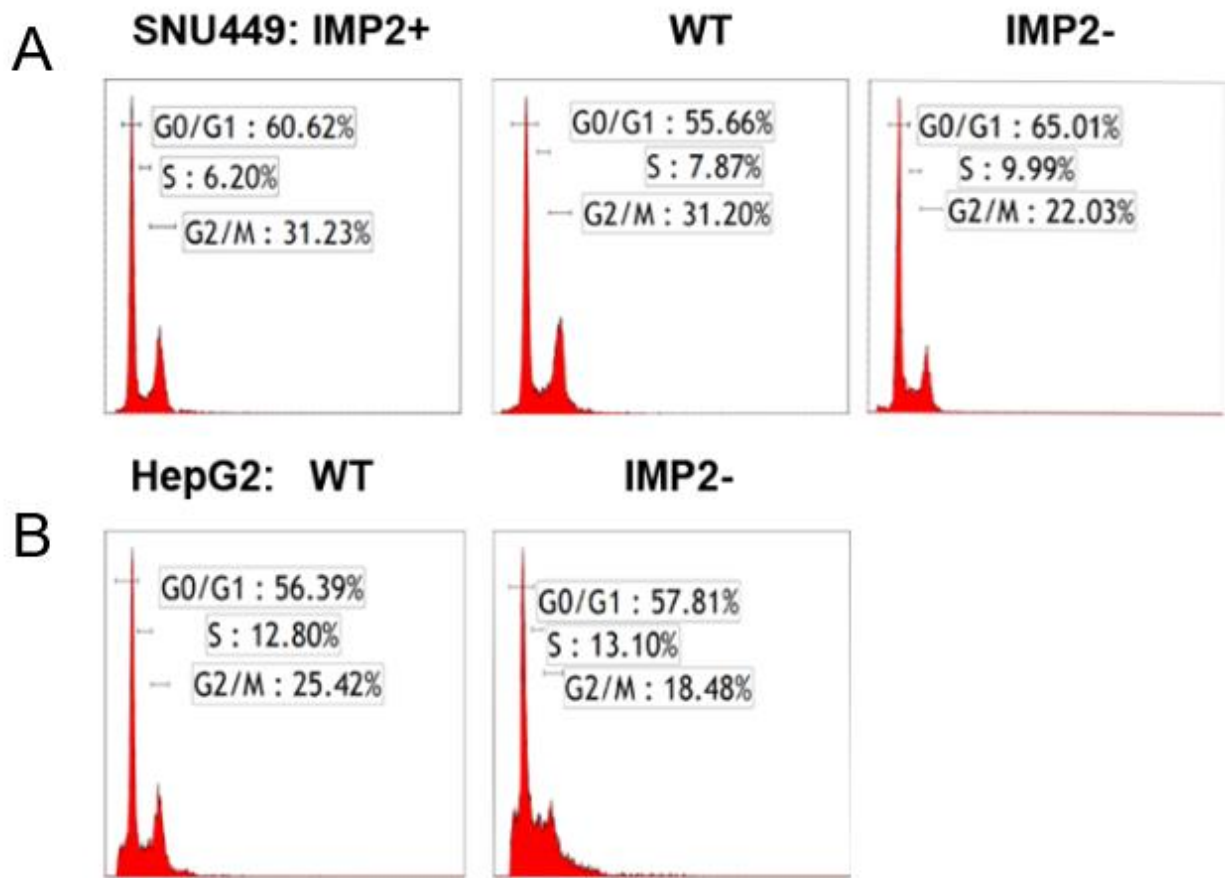 A
SNU449: IMP2+ WT IMP2-
G0/G1 : 60.62%
S : 6.20%
G2/M : 31.23%
G0/G1 : 55.66%
S : 7.87%
G2/M : 31.20%
G0/G1 : 65.01%
S : 9.99%
G2/M : 22.03%
B
HepG2: WT IMP2-
G0/G1 : 56.39%
S : 12.80%
G2/M : 25.42%
G0/G1 : 57.81%
S : 13.10%
G2/M : 18.48%